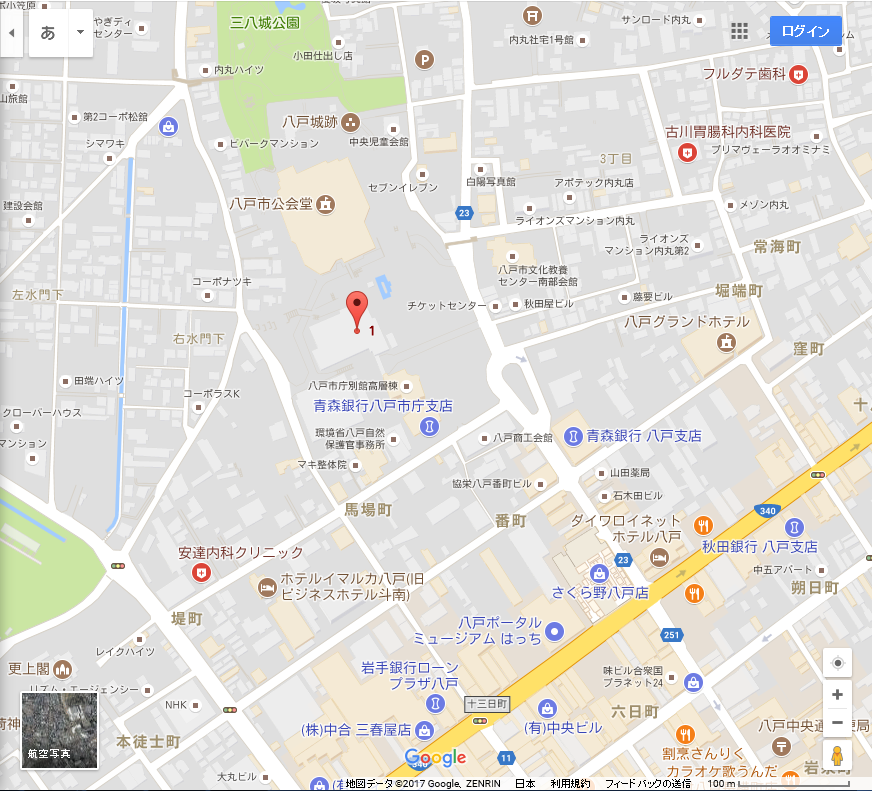 やぎディ
センター
三八城公園
小田仕出し店
内丸社宅
サンロード内丸
ログイン
あ
P
内丸ハイツ
フルダテ歯科
山旅館
第2コーポ松館
八戸城跡
中央児童会館
古川胃腸科内科医院
プリマヴェーラオオミナミ
シマワキ
ビバークマンション
3丁目
セブンイレブン
白陽写真館
アポテック内丸店
建設会館
八戸市公会堂
23
ライオンズマンション内丸
メゾン内丸
ライオンズ
マンション内丸第2
常海町
コーポナツキ
八戸市文化教養
センター南部会館
左水門下
堀端町
チケットセンター
秋田屋ビル
藤要ビル
1
右水門下
八戸グランドホテル
窪町
田端ハイツ
八戸市庁別館高層棟
コーポラスK
クローバーハウス
青森銀行八戸市庁支店
十
マンション
環境省八戸自然
保護官事務所
八戸商工会館
青森銀行 八戸支店
マキ整体院
山田薬局
協栄八戸番町ビル
石木田ビル
馬場町
番町
340
ダイワロイネット
ホテル八戸
秋田銀行 八戸支店
安達内科クリニック
23
中五アパート
ホテルイマルカ八戸(旧
ビジネスホテル斗南)
さくら野八戸店
朔日町
堤町
八戸ポータル
ミュージアム はっち
251
レイクハイツ
更上閣
岩手銀行ローン
プラザ八戸
味ビル合衆国
プラネット24
リズム・エージェンシー
NHK
十三日町
六日町
航空写真
本徒士町
(株)中合 三春屋店
(有)中央ビル
割烹さんりく
カラオケ歌うんだ
Google
340
11
大丸ビル
地図データ ©2017 Google、ZENRIN 日本 利用規約 フィードバックの送信 100 m